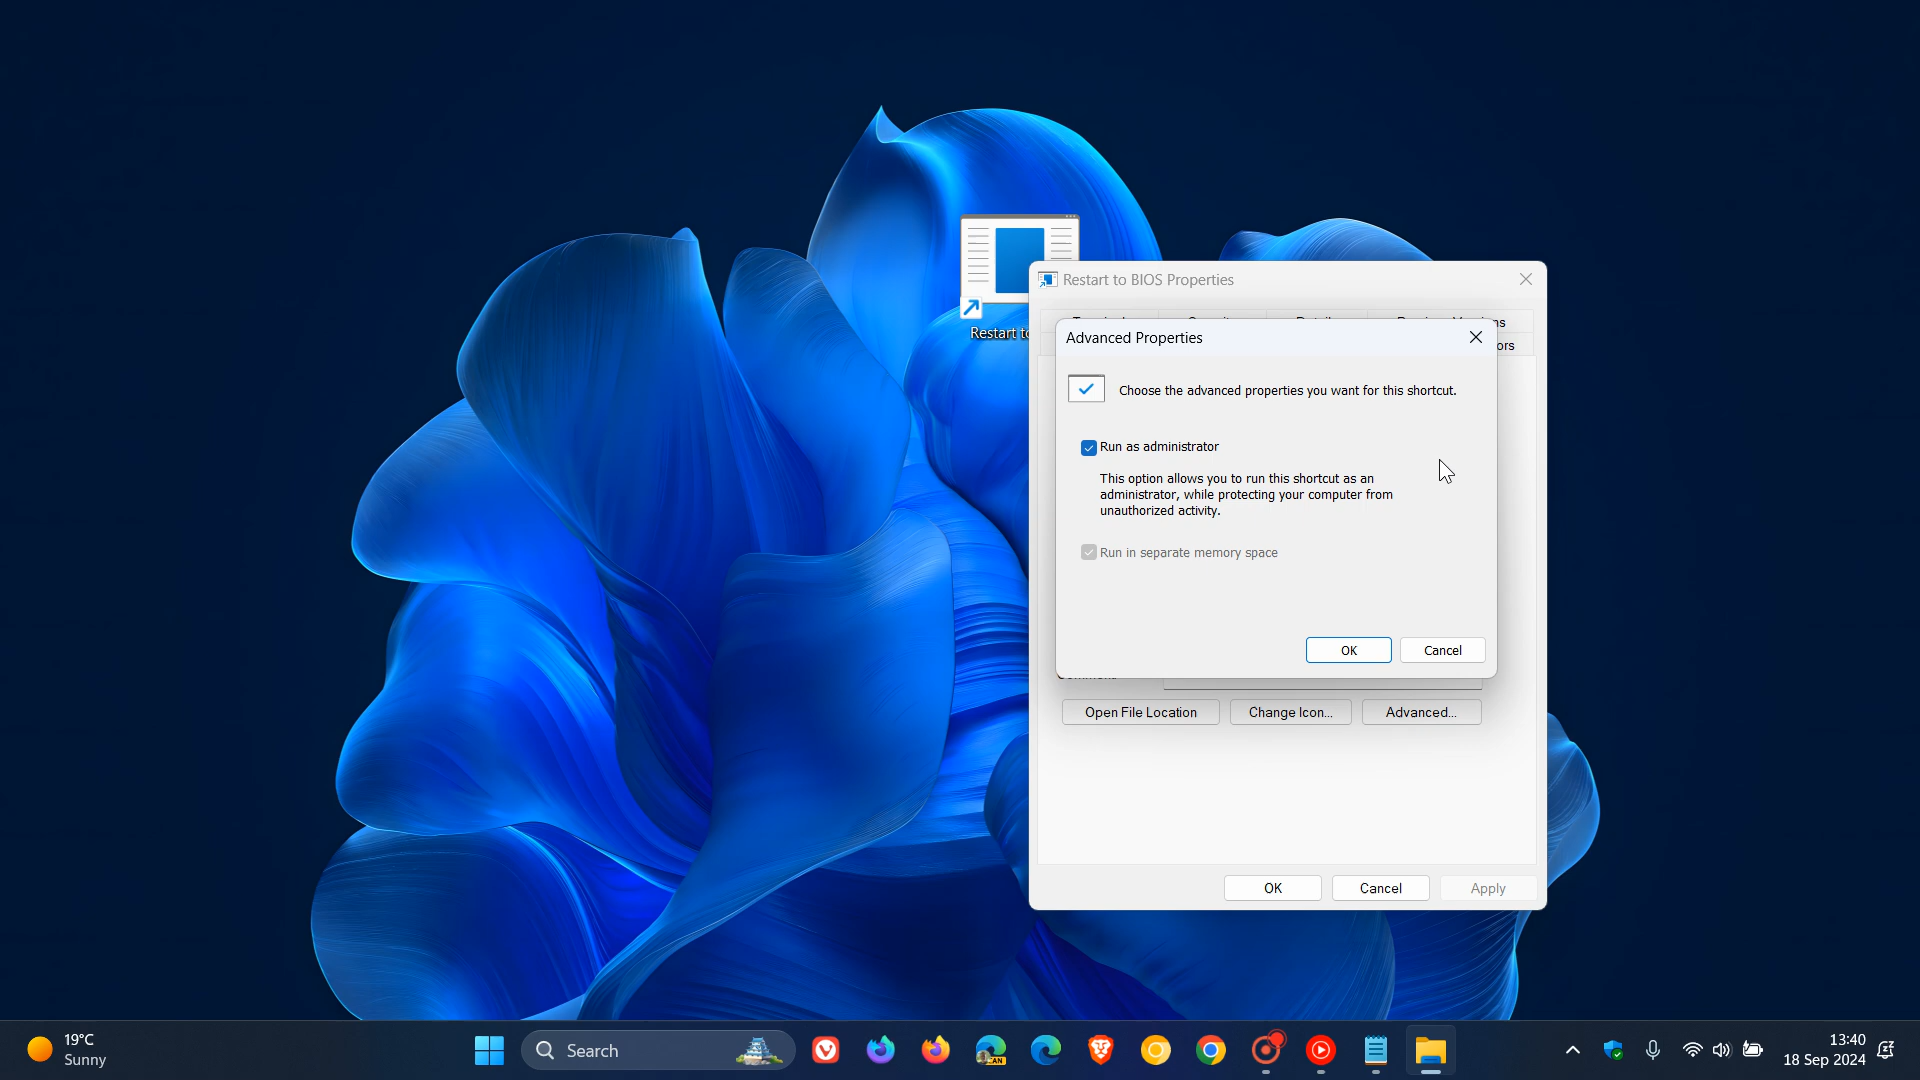 Restart to
Restart to BIOS Properties
Advanced Properties
Choose the advanced properties you want for this shortcut.
Run as administrator
This option allows you to run this shortcut as an
administrator, while protecting your computer from
unauthorized activity.
Run in separate memory space
OK
Cancel
Open File Location
Change Icon...
Advanced...
OK
Cancel
Apply
19°C
Sunny
Search
CAN
13:40
18 Sep 2024